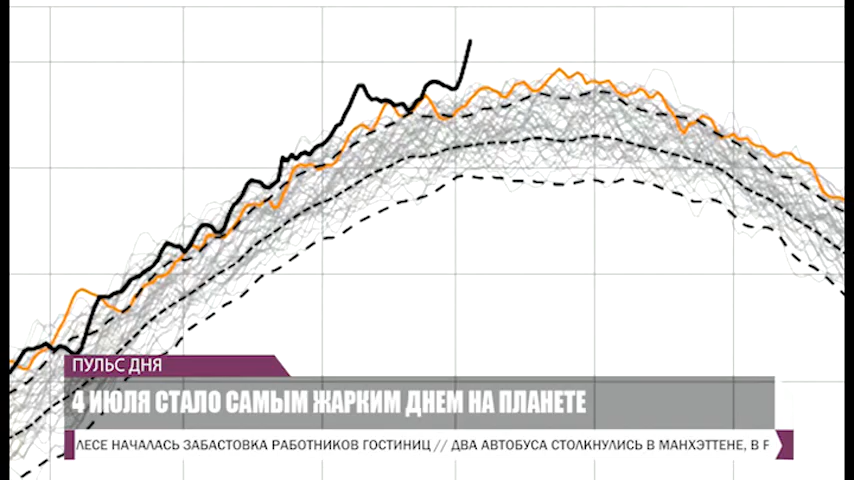 ПУЛЬС ДНЯ
4 ИЮЛЯ СТАЛО САМЫМ ЖАРКИМ ДНЕМ НА ПЛАНЕТЕ
ЛЕСЕ НАЧАЛАСЬ ЗАБАСТОВКА РАБОТНИКОВ ГОСТИНИЦ // ДВА АВТОБУСА СТОЛКНУЛИСЬ В МАНХЭТТЕНЕ, В